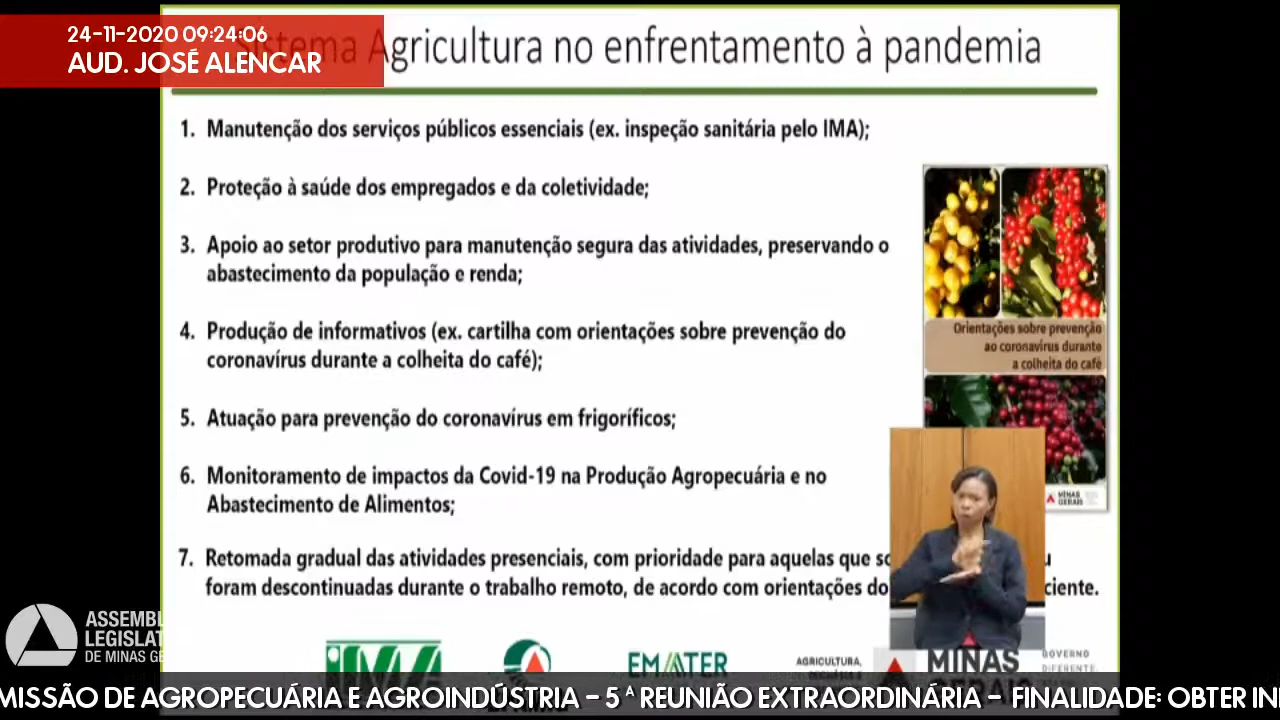 24-11-2020 09:24:06
AUD. JOSÉ ALENCAR
Sistema Agricultura no enfrentamento à pandemia
1. Manutenção dos serviços públicos essenciais (ex. inspeção sanitária pelo IMA);
2. Proteção à saúde dos empregados e da coletividade;
3. Apoio ao setor produtivo para manutenção segura das atividades, preservando o
abastecimento da população e renda;
4. Produção de informativos (ex. cartilha com orientações sobre prevenção do
coronavírus durante a colheita do café);
5. Atuação para prevenção do coronavírus em frigoríficos;
6. Monitoramento de impactos da Covid-19 na Produção Agropecuária e no
Abastecimento de Alimentos;
7. Retomada gradual das atividades presenciais, com prioridade para aquelas que
foram descontinuadas durante o trabalho remoto, de acordo com orientações do ciente.
Orientações sobre prevenção
ao coronavírus durante
a colheita do café
MINAS
GERAIS
ASSEMBL
LEGISLAT
DE MINAS GE
IMA
EMATER
AGRICULTURA,
MINAS
GERAIS
GOVERNO
DIFERENTE.
MISSÃO DE AGROPECUÁRIA E AGROINDÚSTRIA - 5ª REUNIÃO EXTRAORDINÁRIA - FINALIDADE: OBTER IN